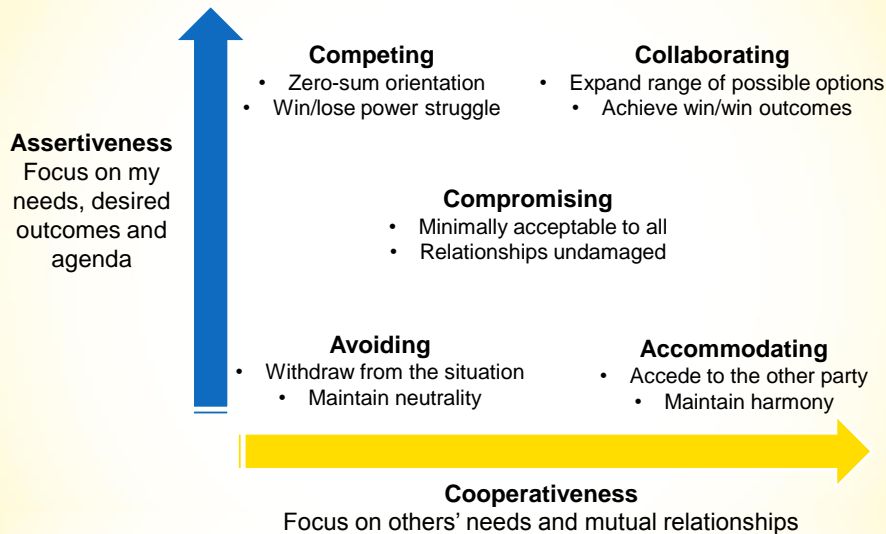 Competing
• Zero-sum orientation
• Win/lose power struggle
Collaborating
• Expand range of possible options
• Achieve win/win outcomes
Assertiveness
Focus on my
needs, desired
outcomes and
agenda
Compromising
• Minimally acceptable to all
• Relationships undamaged
Avoiding
• Withdraw from the situation
• Maintain neutrality
Accommodating
• Accede to the other party
• Maintain harmony
Cooperativeness
Focus on others’ needs and mutual relationships